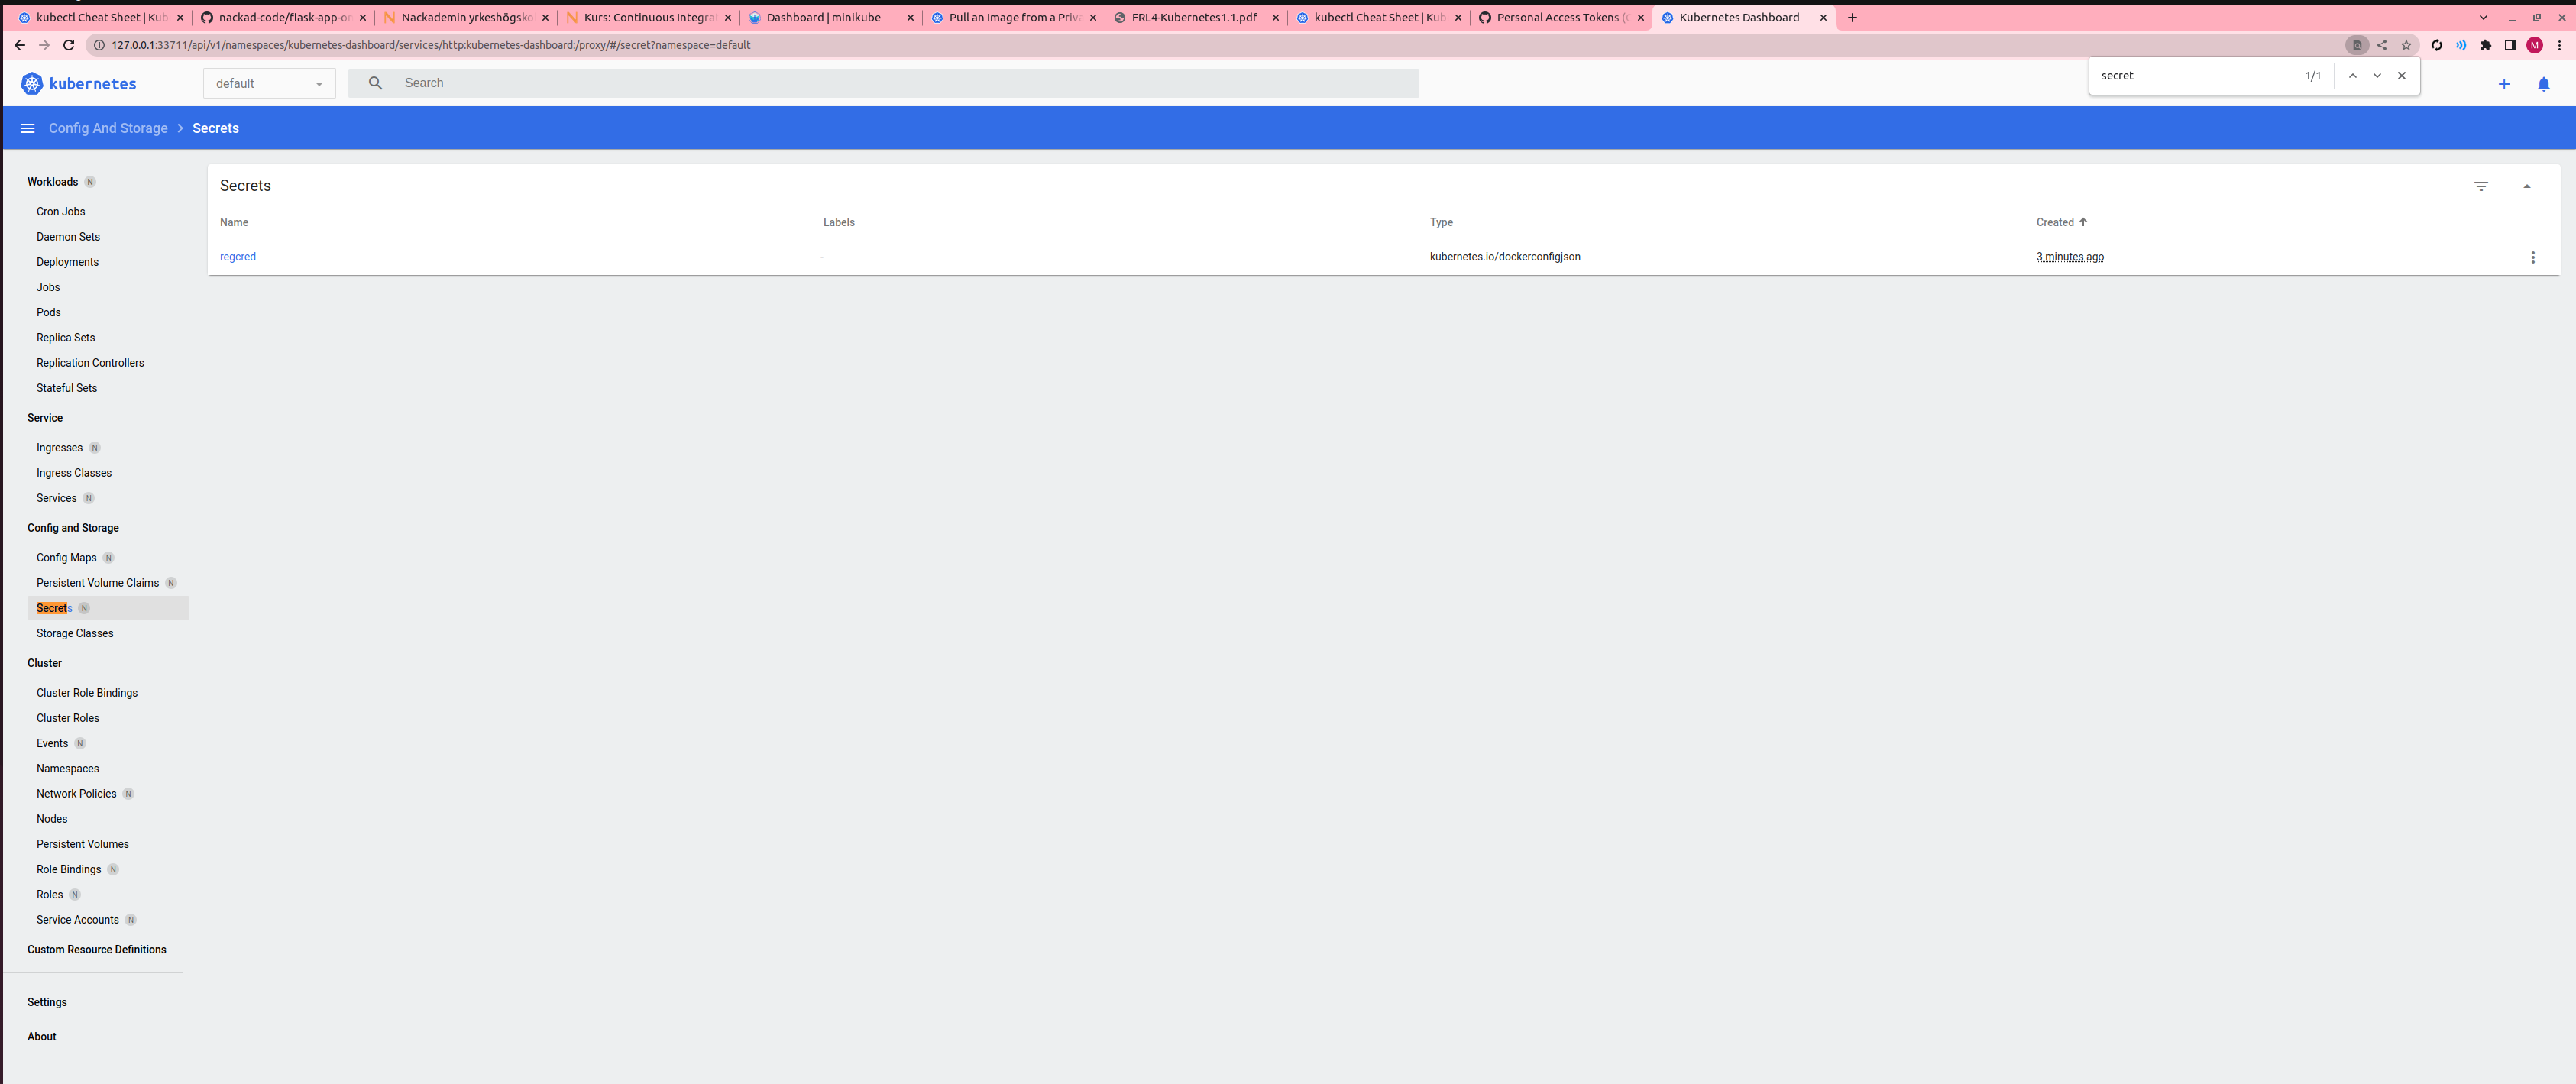 kubectl Cheat Sheet | Kub
nackad-code/flask-app-or
Nackademin yrkeshögsko
Kurs: Continuous Integra
Dashboard | minikube
Pull an Image from a Priva
FRL4-Kubernetes1.1.pdf
kubectl Cheat Sheet | Kub
Personal Access Tokens (
Kubernetes Dashboard
127.0.0.1:33711/api/v1/namespaces/kubernetes-dashboard/services/http:kubernetes-dashboard:/proxy/#/secret?namespace=default
M
secret 1/1
kubernetes
default
Search
Config And Storage > Secrets
Workloads N
Cron Jobs
Daemon Sets
Deployments
Jobs
Pods
Replica Sets
Replication Controllers
Stateful Sets
Service
Ingresses N
Ingress Classes
Services N
Config and Storage
Config Maps N
Persistent Volume Claims N
Secrets N
Storage Classes
Cluster
Cluster Role Bindings
Cluster Roles
Events N
Namespaces
Network Policies N
Nodes
Persistent Volumes
Role Bindings N
Roles N
Service Accounts N
Custom Resource Definitions
Settings
About
Secrets
Name Labels Type Created ↑
regcred - kubernetes.io/dockerconfigjson 3 minutes ago